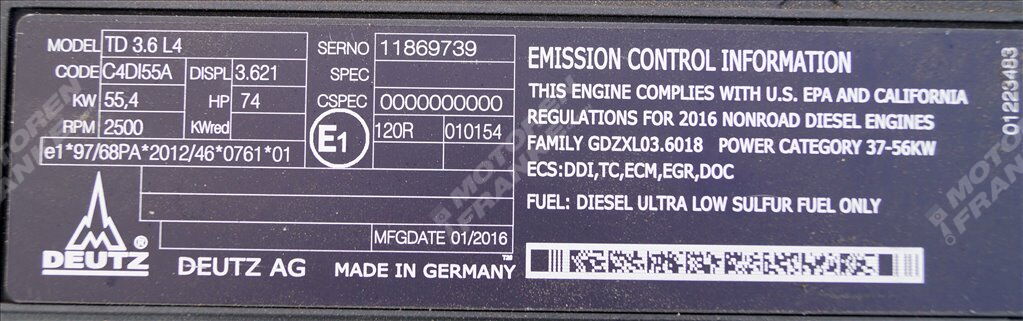 MODEL TD 3.6 L4
CODE C4DI55A DISPL 3.621
KW 55,4 HP 74
RPM 2500 KWred
e1*97/68PA*2012/46*0761*01
SERNO 11869739
SPEC
CSPEC 0000000000
E1 120R 010154
MFGDATE 01/2016
DEUTZ ®
DEUTZ AG MADE IN GERMANY
TM
EMISSION CONTROL INFORMATION
THIS ENGINE COMPLIES WITH U.S. EPA AND CALIFORNIA
REGULATIONS FOR 2016 NONROAD DIESEL ENGINES
FAMILY GDZXL03.6018 POWER CATEGORY 37-56KW
ECS:DDI,TC,ECM,EGR,DOC
FUEL: DIESEL ULTRA LOW SULFUR FUEL ONLY
01223483
MOTOREN
FRANKEN